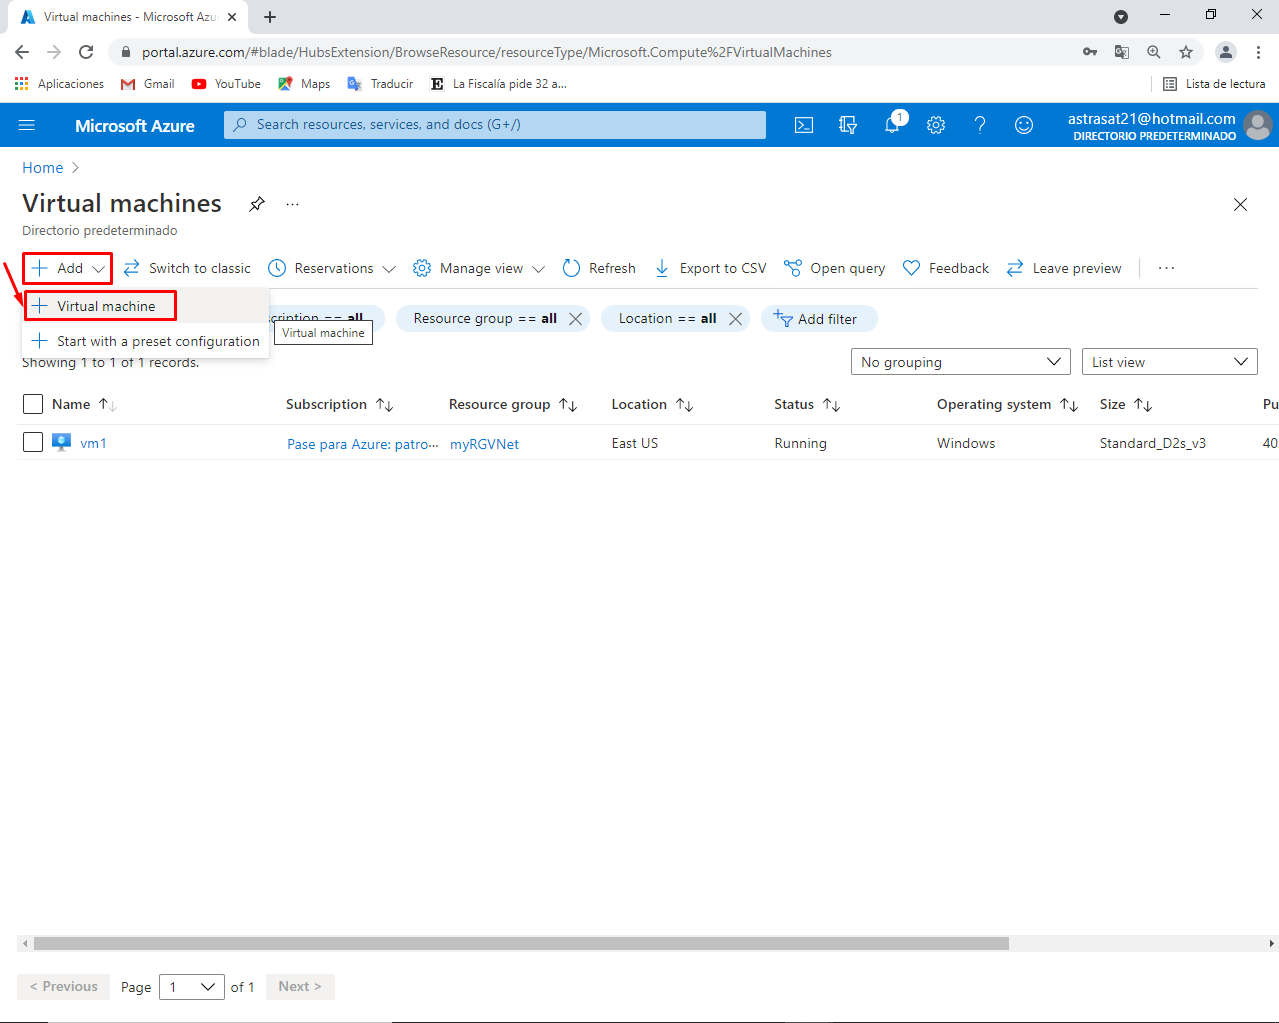 Virtual machines - Microsoft Azu
portal.azure.com/#blade/HubsExtension/BrowseResource/resourceType/Microsoft.Compute%2FVirtualMachines
Aplicaciones Gmail YouTube Maps Traducir La Fiscalía pide 32 a... Lista de lectura
Microsoft Azure Search resources, services, and docs (G+/) 1 astrasat21@hotmail.com
DIRECTORIO PREDETERMINADO
Home
Virtual machines
Directorio predeterminado
Add Switch to classic Reservations Manage view Refresh Export to CSV Open query Feedback Leave preview
Virtual machine
scription == all Resource group == all Location == all Add filter
Virtual machine
Start with a preset configuration
Showing 1 to 1 of 1 records. No grouping List view
Name Subscription Resource group Location Status Operating system Size Pu
vm1 Pase para Azure: patro... myRGVNet East US Running Windows Standard_D2s_v3 40
< Previous Page 1 of 1 Next >